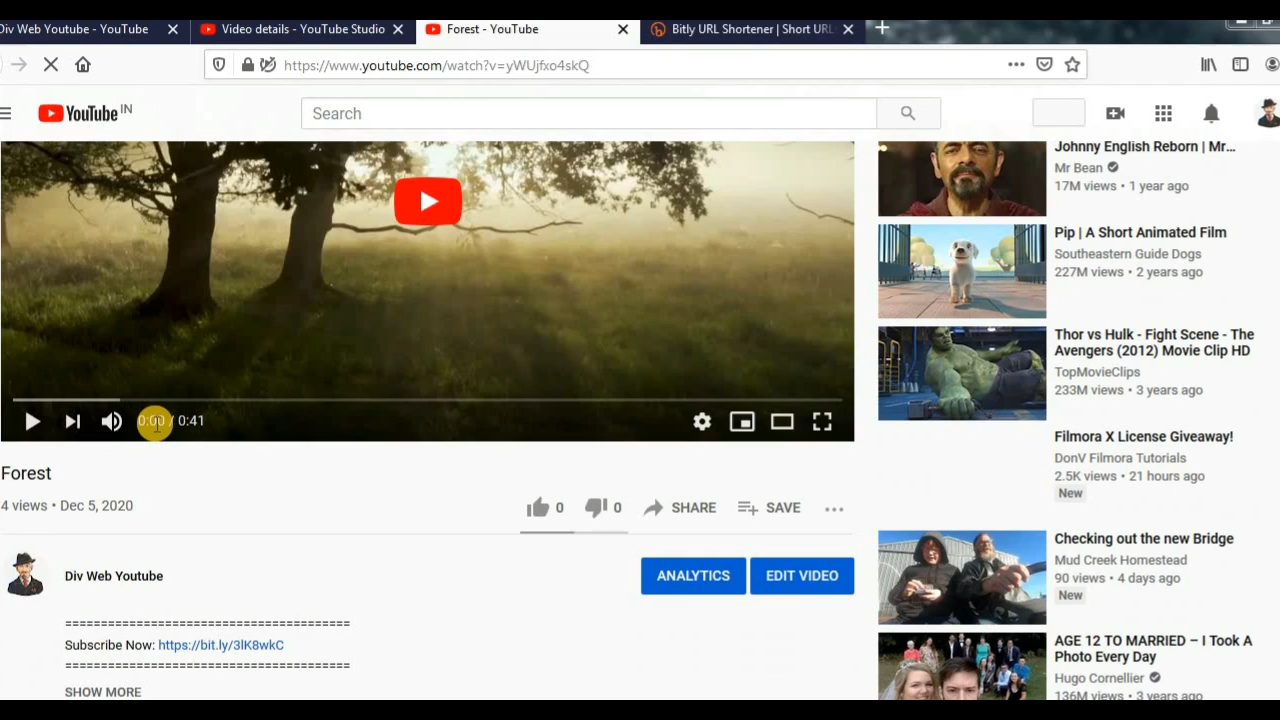 Div Web Youtube - YouTube
Video details - YouTube Studio
Forest - YouTube
Bitly URL Shortener | Short URL
https://www.youtube.com/watch?v=yWUjfxo4skQ
YouTube IN
Search
0:00 / 0:41
Forest
4 views • Dec 5, 2020
0
0
SHARE
SAVE
Div Web Youtube
ANALYTICS
EDIT VIDEO
=======================================
Subscribe Now: https://bit.ly/3lK8wkC
=======================================
SHOW MORE
Johnny English Reborn | Mr...
Mr Bean
17M views • 1 year ago
Pip | A Short Animated Film
Southeastern Guide Dogs
227M views • 2 years ago
Thor vs Hulk - Fight Scene - The
Avengers (2012) Movie Clip HD
TopMovieClips
233M views • 3 years ago
Filmora X License Giveaway!
DonV Filmora Tutorials
2.5K views • 21 hours ago
New
Checking out the new Bridge
Mud Creek Homestead
90 views • 4 days ago
New
AGE 12 TO MARRIED – I Took A
Photo Every Day
Hugo Cornellier
136M views • 3 years ago